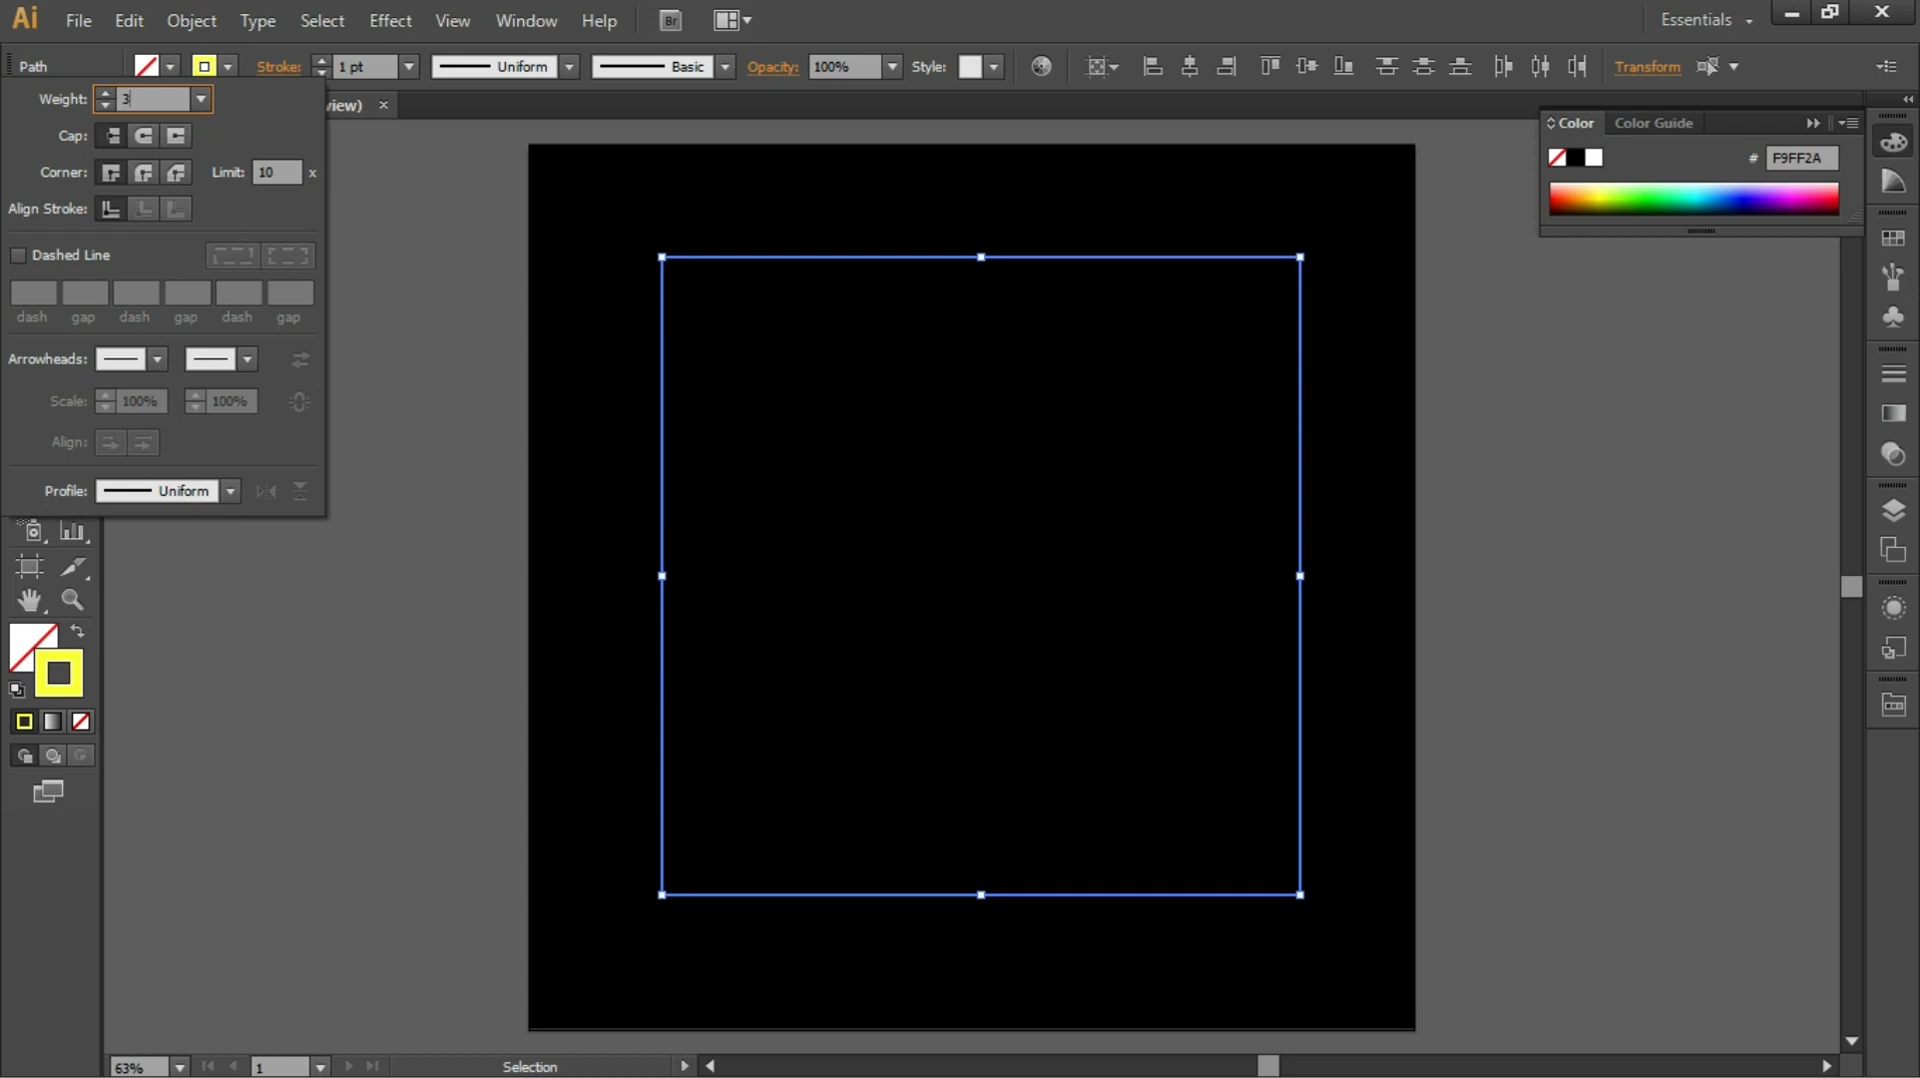 Ai File Edit Object Type Select Effect View Window Help Br Essentials
Path Stroke: 1 pt Uniform Basic Opacity: 100% Style: Transform
Weight: 3
view) ×
Cap:
Corner: Limit: 10 x
Align Stroke:
Dashed Line
dash gap dash gap dash gap
Arrowheads:
Scale: 100% 100%
Align:
Profile: Uniform
Color Color Guide
# F9FF2A
63% 1 Selection